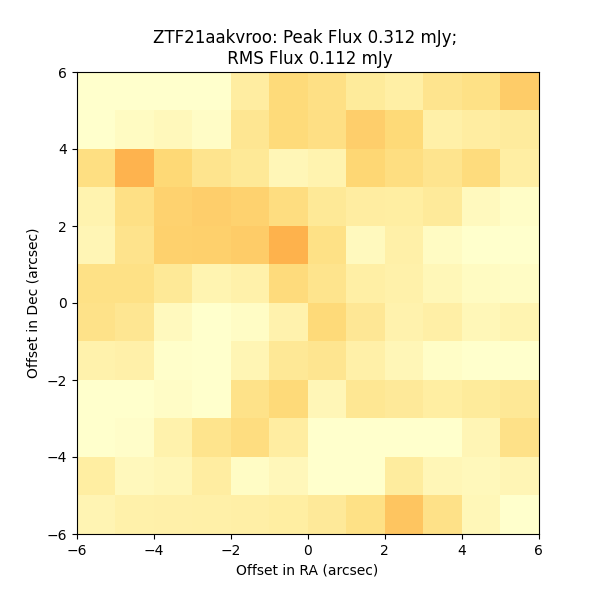 ZTF21aakvroo: Peak Flux 0.312 mJy;
RMS Flux 0.112 mJy
6
4
2
0
−2
−4
−6
Offset in Dec (arcsec)
−6 −4 −2 0 2 4 6
Offset in RA (arcsec)